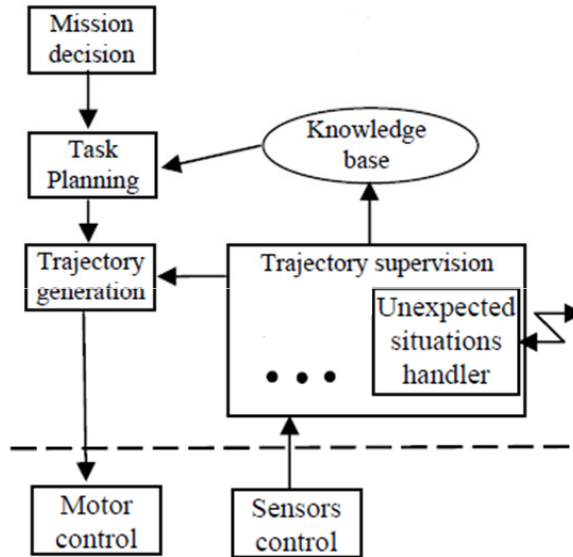 Mission
decision
Task
Planning
Knowledge
base
Trajectory
generation
Trajectory supervision
Unexpected
situations
handler
Motor
control
Sensors
control